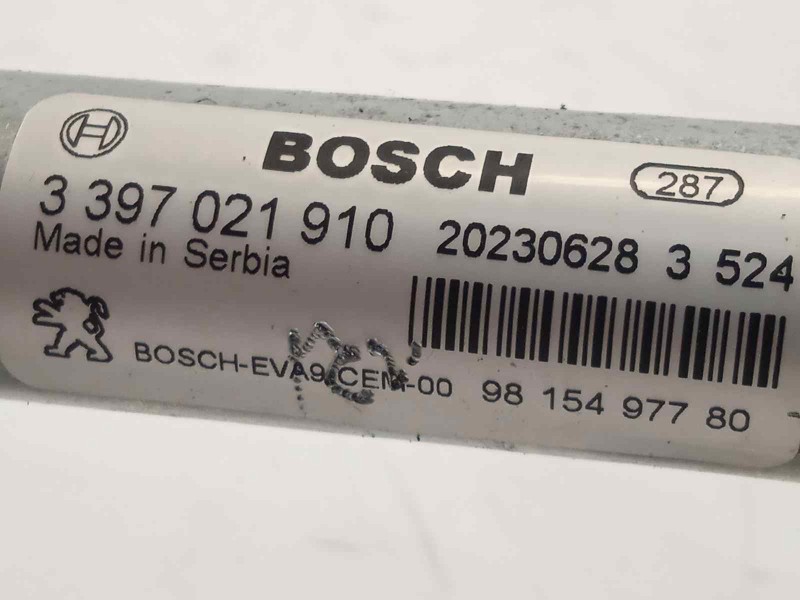 BOSCH
287
3 397 021 910 20230628 3 524
Made in Serbia
BOSCH-EVA9 CEM-00 98 154 977 80